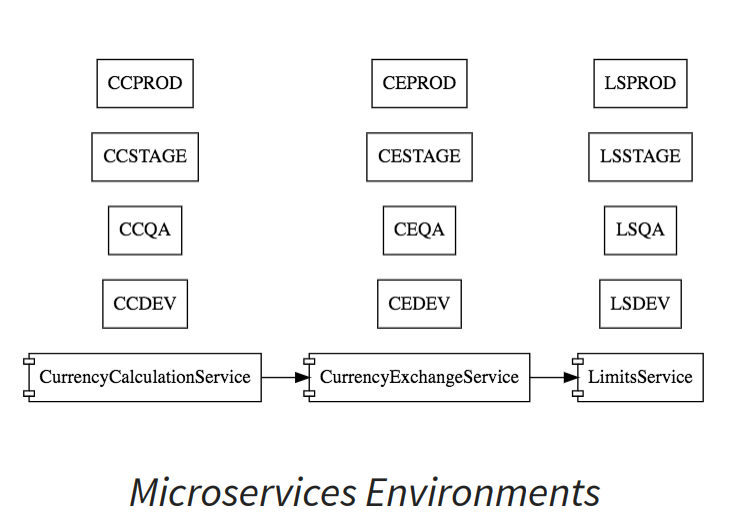 CCPROD CEPROD LSPROD
CCSTAGE CESTAGE LSSTAGE
CCQA CEQA LSQA
CCDEV CEDEV LSDEV
CurrencyCalculationService CurrencyExchangeService LimitsService
Microservices Environments